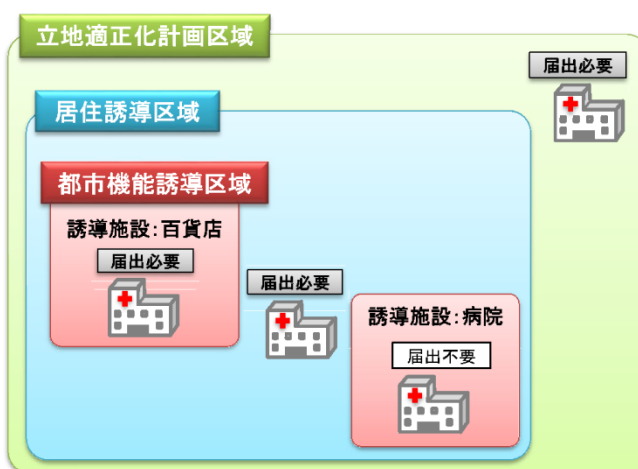 立地適正化計画区域
届出必要
居住誘導区域
都市機能誘導区域
誘導施設:百貨店
届出必要
届出必要
誘導施設:病院
届出不要